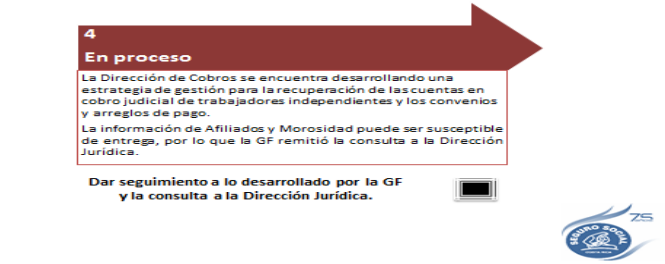 4
En proceso
La Dirección de Cobros se encuentra desarrollando una
estrategia de gestión para la recuperación de las cuentas en
cobro judicial de trabajadores independientes y los convenios
y arreglos de pago.
La información de Afiliados y Morosidad puede ser susceptible
de entrega, por lo que la GF remitió la consulta a la Dirección
Jurídica.
Dar seguimiento a lo desarrollado por la GF
y la consulta a la Dirección Jurídica.
75
SEGURO SOCIAL